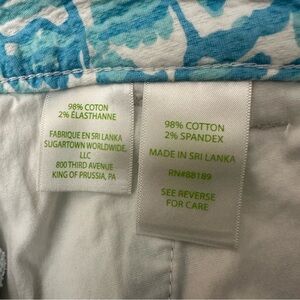 98% COTON
2% ÉLASTHANNE
FABRIQUE EN SRI LANKA
SUGARTOWN WORLDWIDE,
LLC
800 THIRD AVENUE
KING OF PRUSSIA, PA
98% COTTON
2% SPANDEX
MADE IN SRI LANKA
RN#88189
SEE REVERSE
FOR CARE